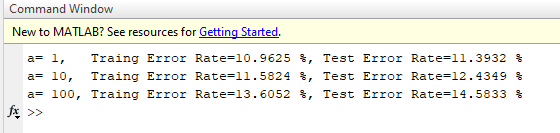 Command Window
New to MATLAB? See resources for Getting Started.
a= 1,   Traing Error Rate=10.9625 %, Test Error Rate=11.3932 %
a= 10,  Traing Error Rate=11.5824 %, Test Error Rate=12.4349 %
a= 100, Traing Error Rate=13.6052 %, Test Error Rate=14.5833 %
fx >>